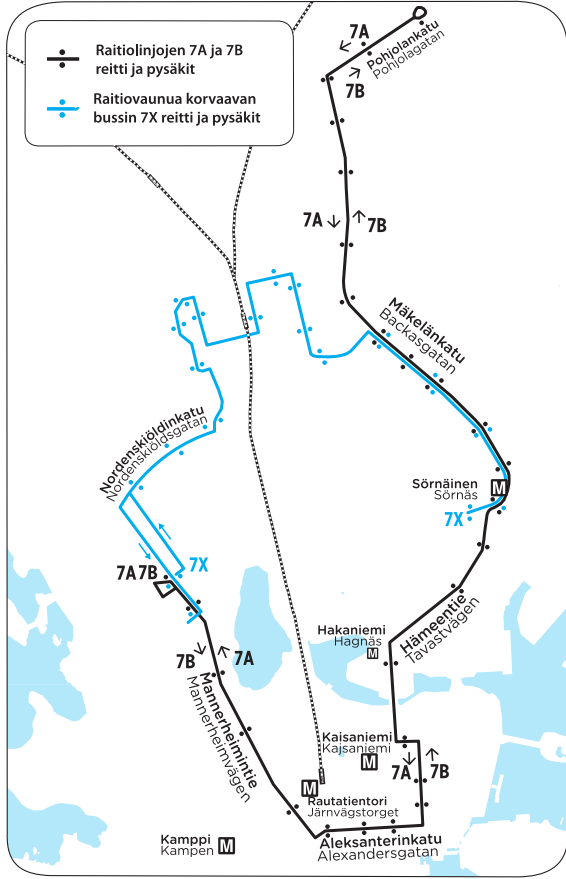 Raitiolinjojen 7A ja 7B
reitti ja pysäkit
Raitiovaunua korvaavan
bussin 7X reitti ja pysäkit
7A
7B
Pohjolankatu
Pohjolagatan
7A
7B
Mäkelänkatu
Backasgatan
Nordenskiöldinkatu
Nordenskiöldsgatan
Sörnäinen
Sörnäs
M
7X
7A 7B
7X
Hämeentie
Tavastvägen
Hakaniemi
Hagnäs
M
7B
7A
Mannerheimintie
Mannerheimvägen
Kaisaniemi
Kajsaniemi
M
7A
7B
M
Rautatientori
Järnvägstorget
Kamppi
Kampen
M
Aleksanterinkatu
Alexandersgatan